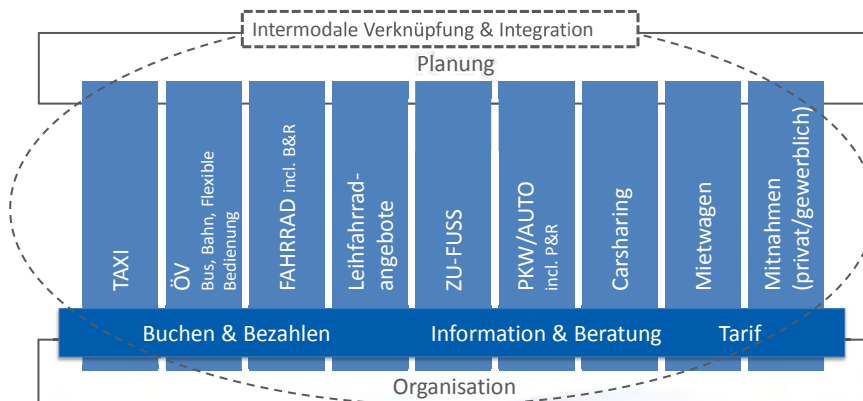 Intermodale Verknüpfung & Integration
Planung
TAXI
ÖV
Bus, Bahn, Flexible
Bedienung
FAHRRAD incl. B&R
Leihfahrrad-
angebote
ZU-FUSS
PKW/AUTO
incl. P&R
Carsharing
Mietwagen
Mitnahmen
(privat/gewerblich)
Buchen & Bezahlen Information & Beratung Tarif
Organisation